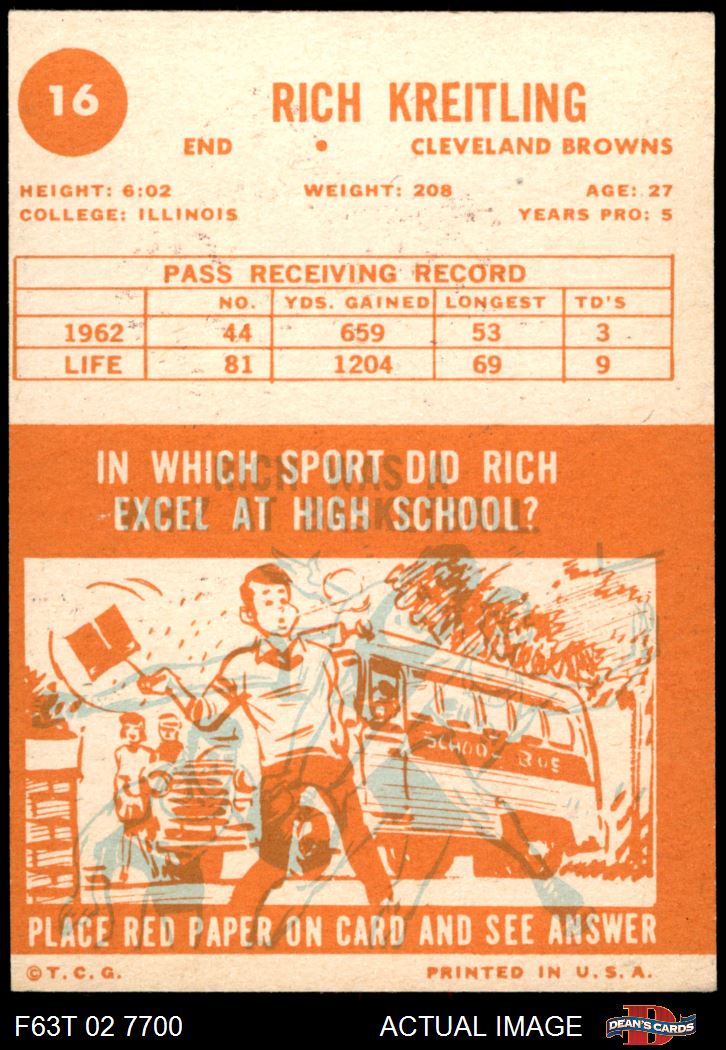 16
RICH KREITLING
END • CLEVELAND BROWNS
HEIGHT: 6:02 WEIGHT: 208 AGE: 27
COLLEGE: ILLINOIS YEARS PRO: 5
PASS RECEIVING RECORD
NO. YDS. GAINED LONGEST TD'S
1962 44 659 53 3
LIFE 81 1204 69 9
IN WHICH SPORT DID RICH
EXCEL AT HIGH SCHOOL?
RICH WAS A
SCHOOL BUS
PLACE RED PAPER ON CARD AND SEE ANSWER
© T. C. G. PRINTED IN U. S. A.
F63T 02 7700 ACTUAL IMAGE D DEAN'S CARDS